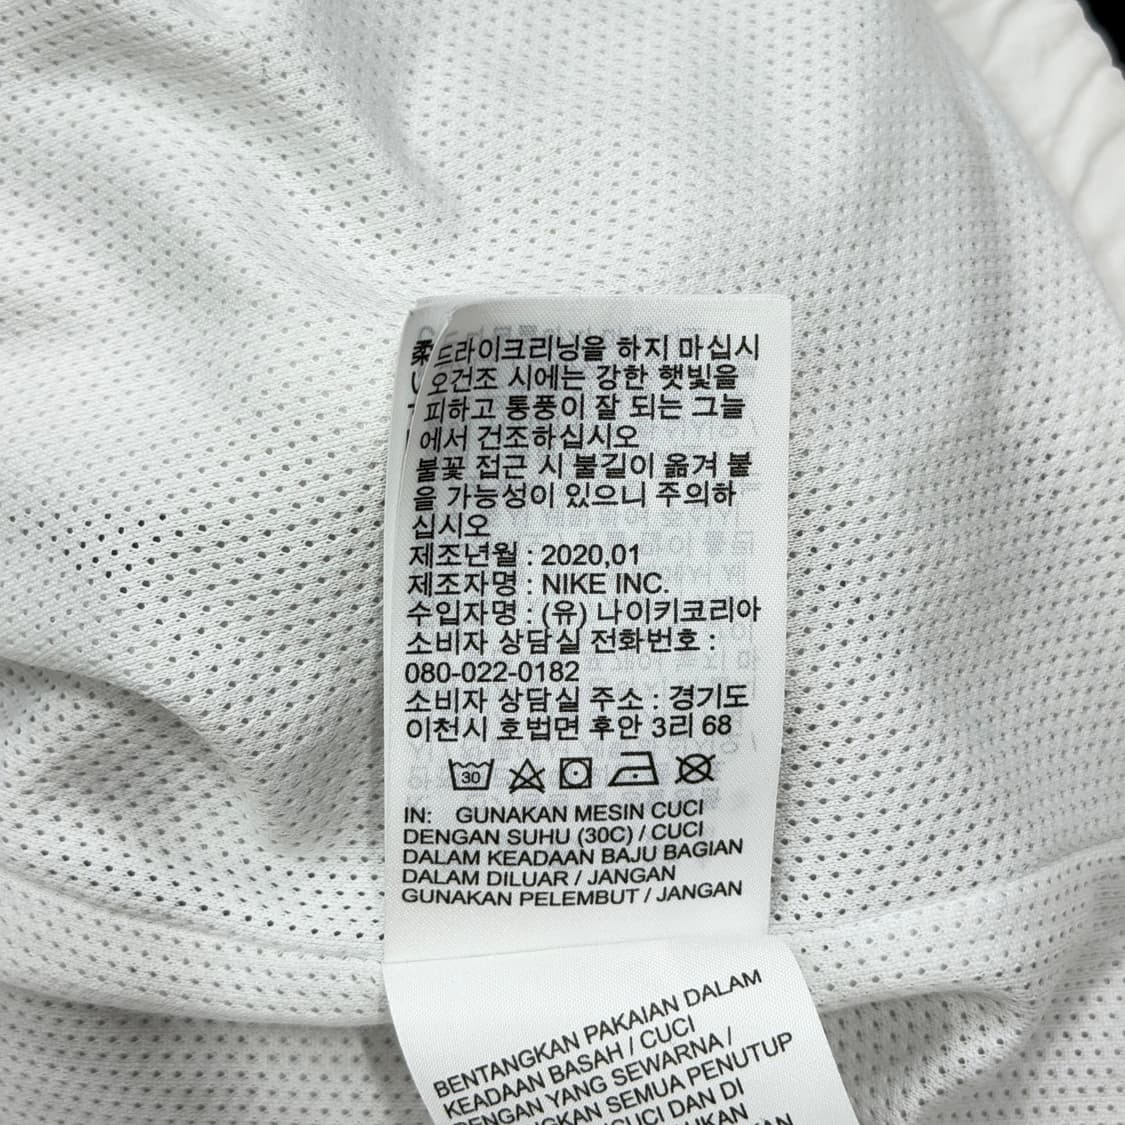 드라이크리닝을 하지 마십시
오건조 시에는 강한 햇빛을
피하고 통풍이 잘 되는 그늘
에서 건조하십시오
불꽃 접근 시 불길이 옮겨 붙
을 가능성이 있으니 주의하
십시오
제조년월 : 2020,01
제조자명 : NIKE INC.
수입자명 : (유) 나이키코리아
소비자 상담실 전화번호 :
080-022-0182
소비자 상담실 주소 : 경기도
이천시 호법면 후안 3리 68
30
IN: GUNAKAN MESIN CUCI
DENGAN SUHU (30C) / CUCI
DALAM KEADAAN BAJU BAGIAN
DALAM DILUAR / JANGAN
GUNAKAN PELEMBUT / JANGAN
BENTANGKAN PAKAIAN DALAM
KEADAAN BASAH / CUCI
DENGAN YANG SEWARNA /
SEMUA PENUTUP
CUCI DAN DI